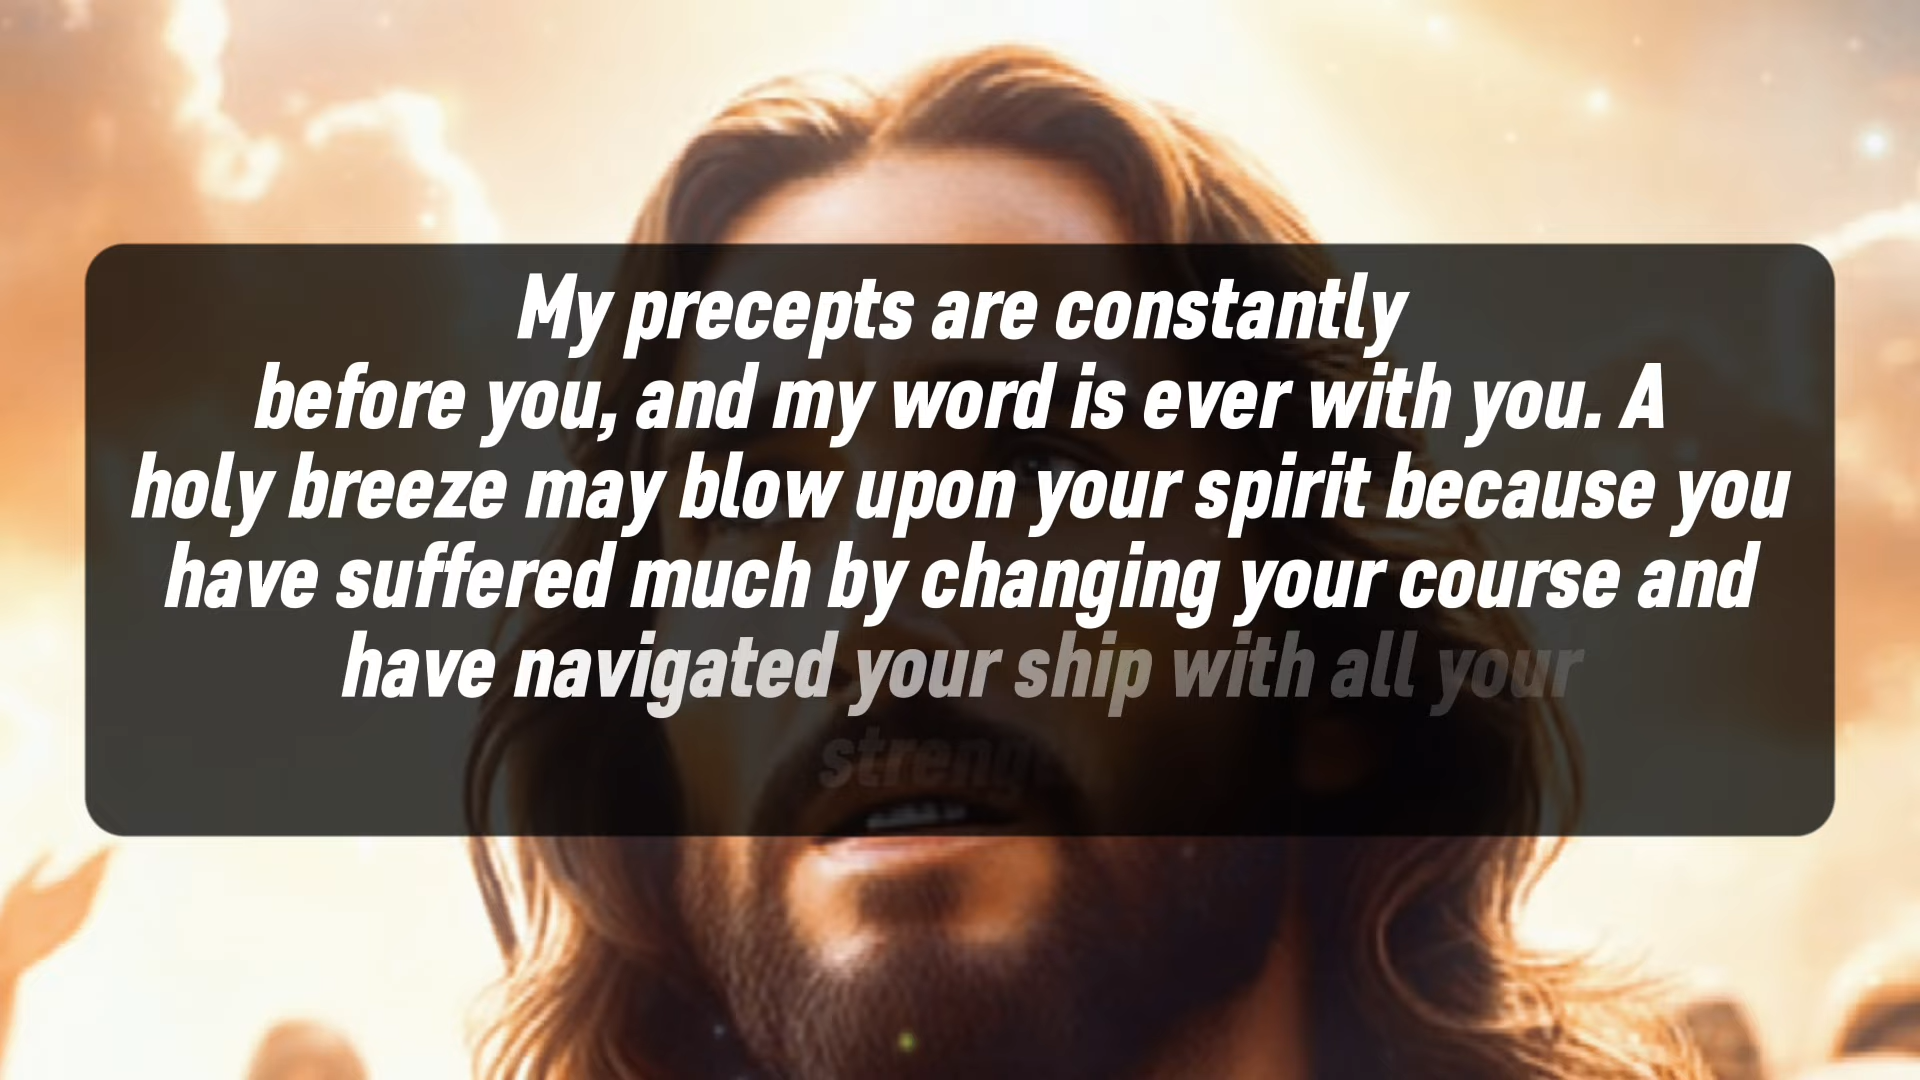 My precepts are constantly
before you, and my word is ever with you. A
holy breeze may blow upon your spirit because you
have suffered much by changing your course and
have navigated your ship with all your